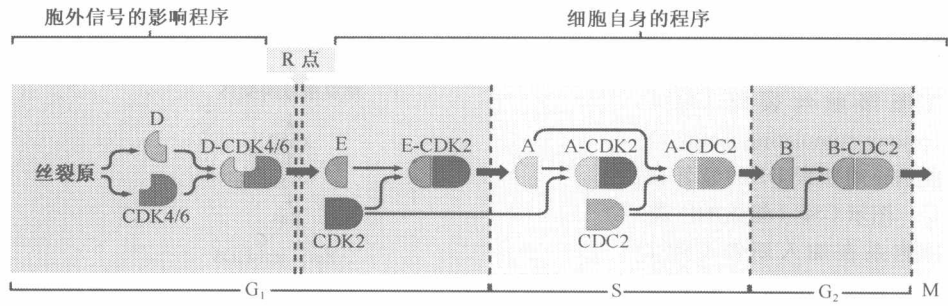 胞外信号的影响程序 细胞自身的程序
R 点
D D-CDK4/6 E E-CDK2 A A-CDK2 A-CDC2 B B-CDC2
丝裂原
CDK4/6 CDK2 CDC2
G₁ S G₂ M